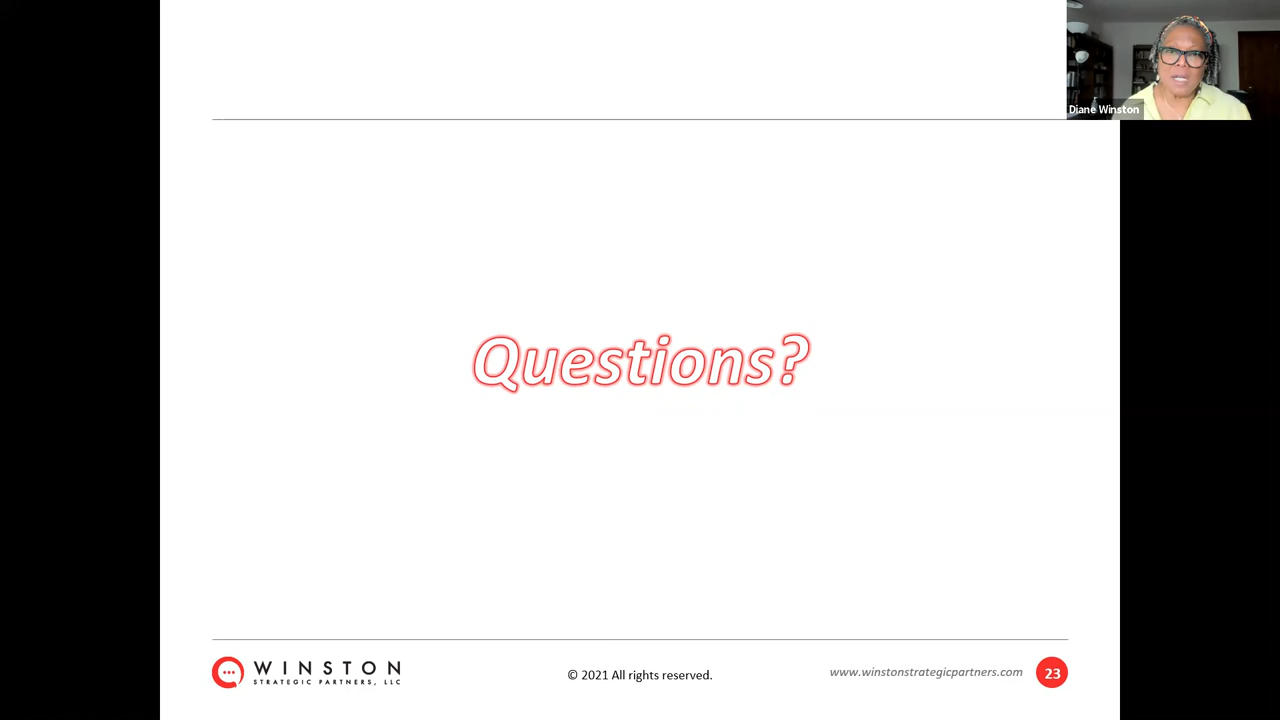 Diane Winston
Questions?
WINSTON
STRATEGIC PARTNERS, LLC
© 2021 All rights reserved.
www.winstonstrategicpartners.com
23